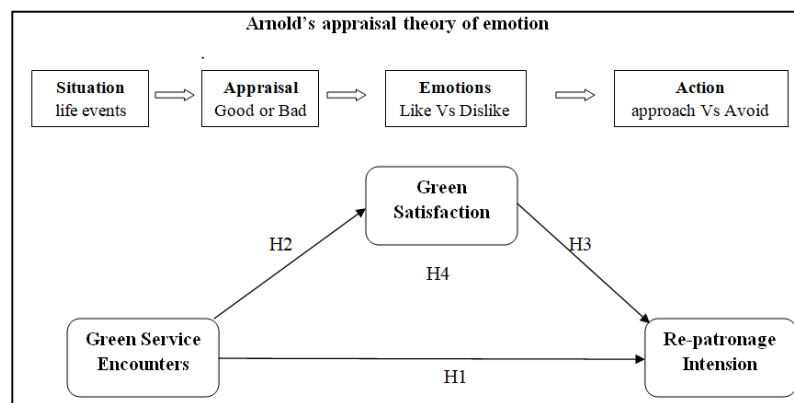 Arnold's appraisal theory of emotion
.
Situation
life events
Appraisal
Good or Bad
Emotions
Like Vs Dislike
Action
approach Vs Avoid
Green
Satisfaction
H2
H3
H4
Green Service
Encounters
Re-patronage
Intension
H1